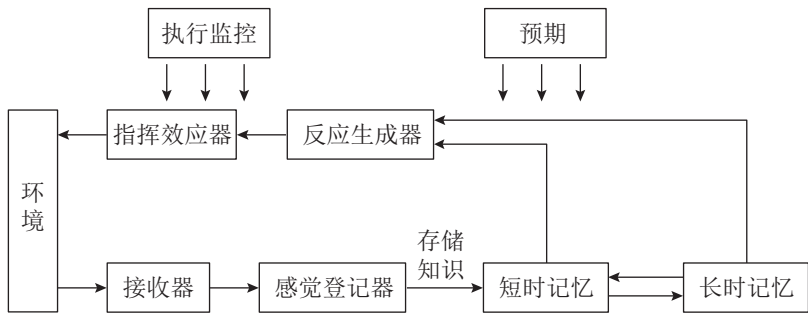 执行监控
预期
指挥效应器
反应生成器
环
境
存储
知识
接收器
感觉登记器
短时记忆
长时记忆